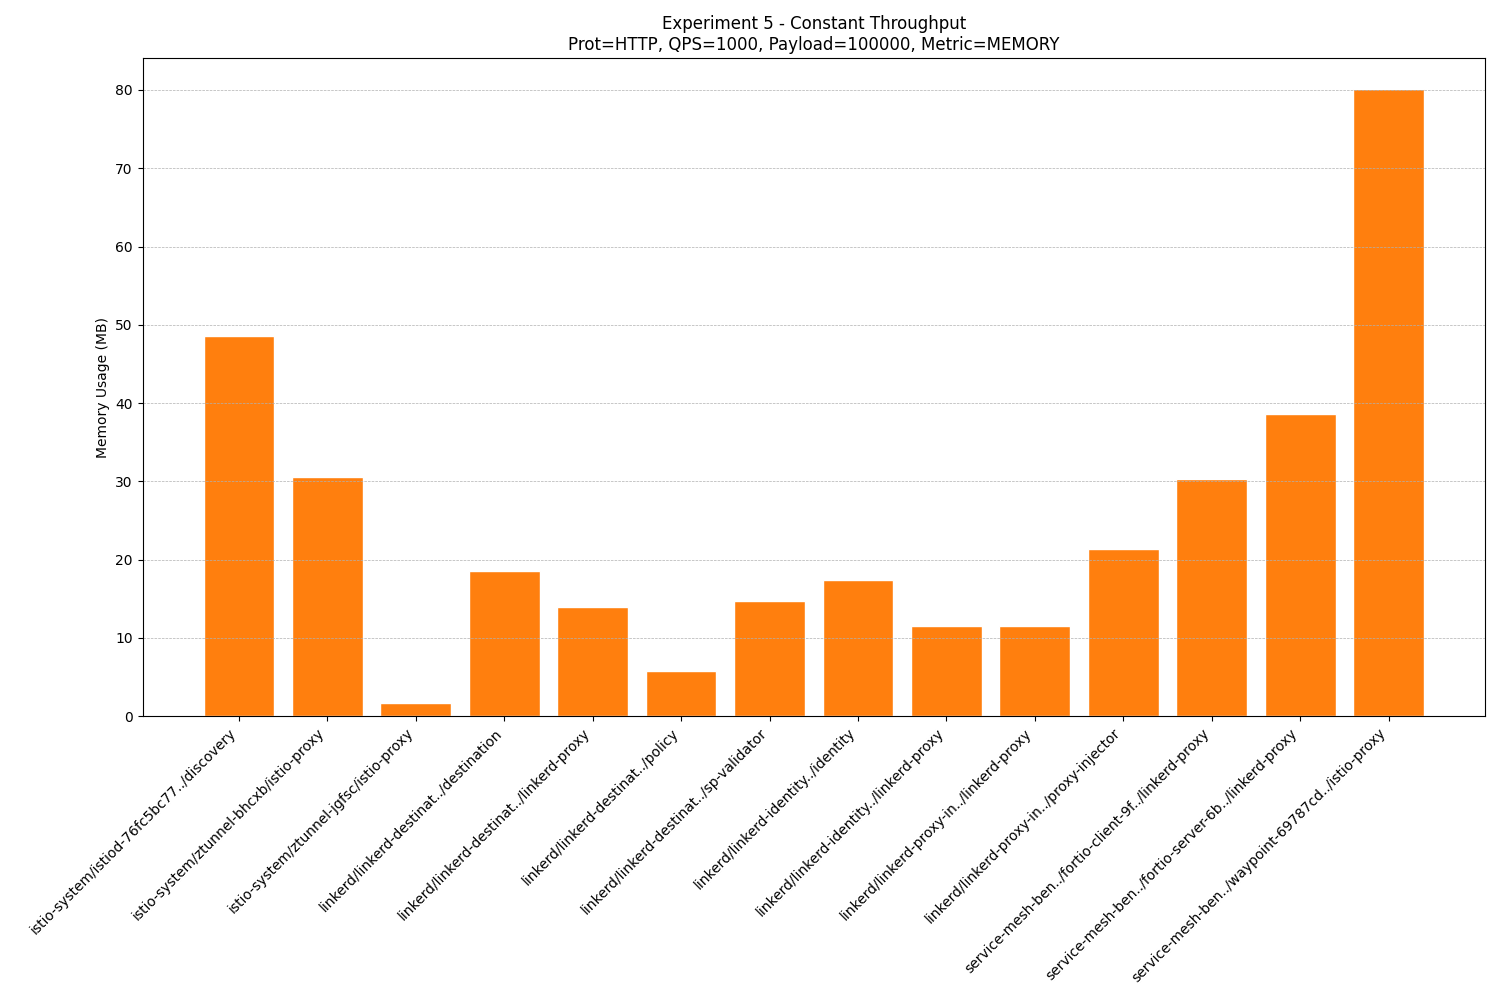 Experiment 5 - Constant Throughput
Prot=HTTP, QPS=1000, Payload=100000, Metric=MEMORY
Memory Usage (MB)
80
70
60
50
40
30
20
10
0
istio-system/istiod-76fc5bc77../discovery
istio-system/ztunnel-bhcxb/istio-proxy
istio-system/ztunnel-jgfsc/istio-proxy
linkerd/linkerd-destinat../destination
linkerd/linkerd-destinat../linkerd-proxy
linkerd/linkerd-destinat../policy
linkerd/linkerd-destinat../sp-validator
linkerd/linkerd-identity../identity
linkerd/linkerd-identity../linkerd-proxy
linkerd/linkerd-proxy-in../linkerd-proxy
linkerd/linkerd-proxy-in../proxy-injector
service-mesh-ben../fortio-client-9f../linkerd-proxy
service-mesh-ben../fortio-server-6b../linkerd-proxy
service-mesh-ben../waypoint-69787cd../istio-proxy